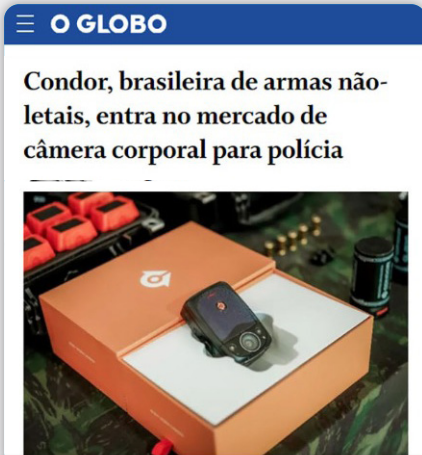 O GLOBO
Condor, brasileira de armas não-
letais, entra no mercado de
câmera corporal para polícia